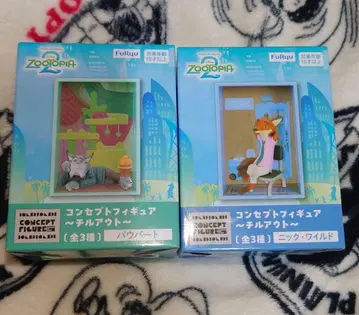 ZOOTOPIA
2
FuRyu
対象年齢
15才以上
CONCEPT
FIGURE
コンセプトフィギュア
〜チルアウト〜
(全3種)
パウバート
ZOOTOPIA
2
FuRyu
対象年齢
15才以上
CONCEPT
FIGURE
コンセプトフィギュア
〜チルアウト〜
(全3種)
ニック・ワイルド